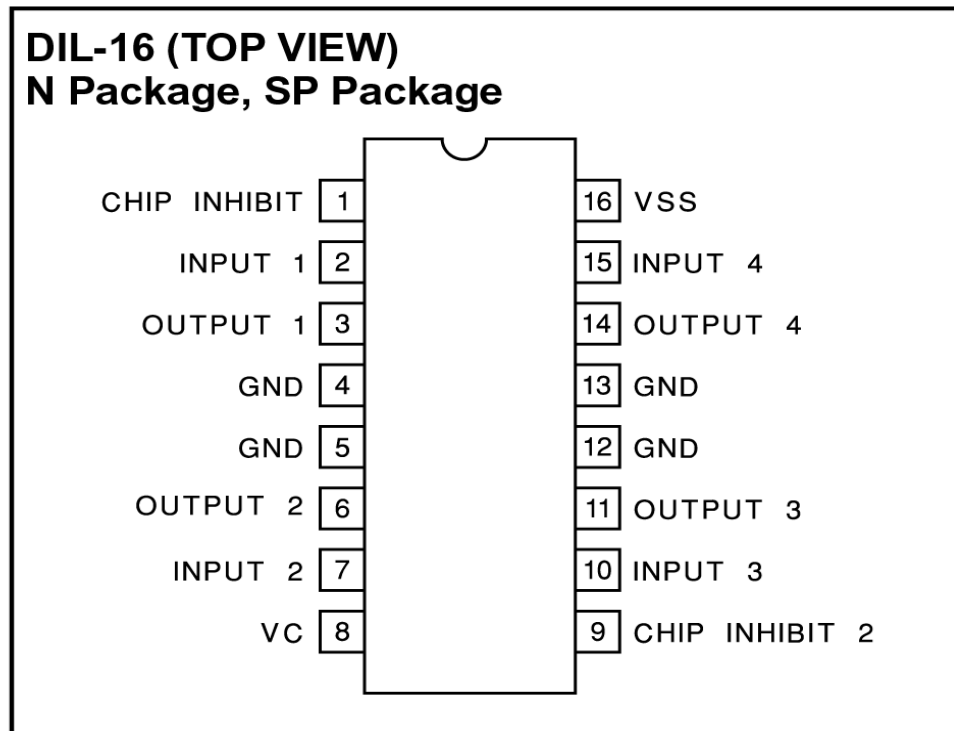 DIL-16 (TOP VIEW)
N Package, SP Package
CHIP INHIBIT 1 16 VSS
INPUT 1 2 15 INPUT 4
OUTPUT 1 3 14 OUTPUT 4
GND 4 13 GND
GND 5 12 GND
OUTPUT 2 6 11 OUTPUT 3
INPUT 2 7 10 INPUT 3
VC 8 9 CHIP INHIBIT 2